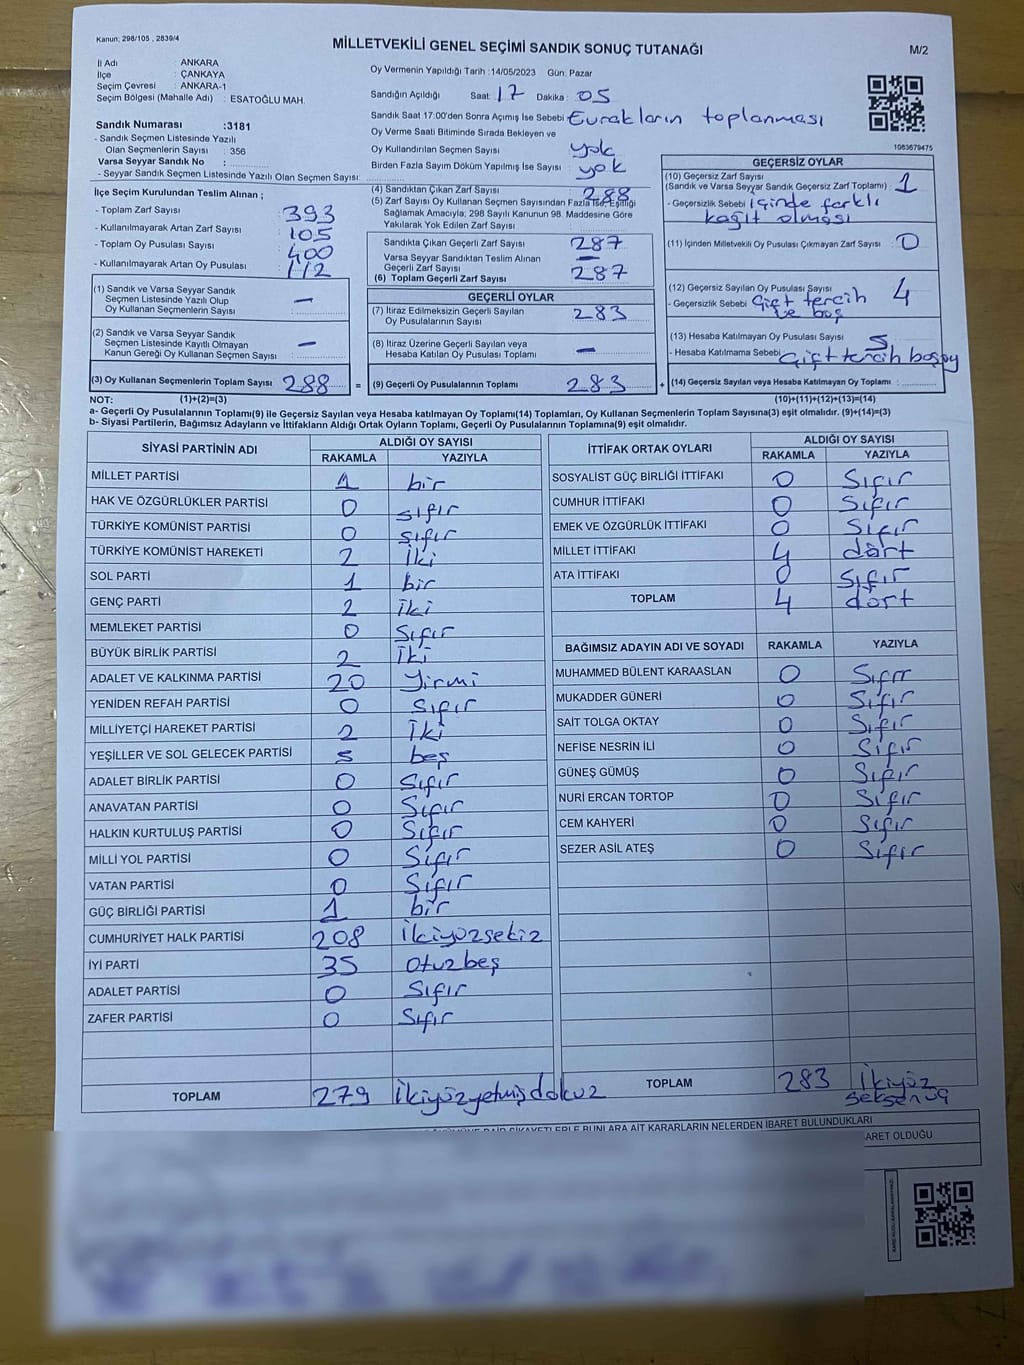 Kanun: 298/105 , 2839/4
MİLLETVEKİLİ GENEL SEÇİMİ SANDIK SONUÇ TUTANAĞI
M/2
İl Adı : ANKARA
İlçe : ÇANKAYA
Seçim Çevresi : ANKARA-1
Seçim Bölgesi (Mahalle Adı) : ESATOĞLU MAH.
Oy Vermenin Yapıldığı Tarih :14/05/2023 Gün: Pazar
Sandığın Açıldığı Saat: 17 Dakika : 05
Sandık Saat 17:00'den Sonra Açımış İse Sebebi: Evrakların toplanması
Oy Verme Saati Bitiminde Sırada Bekleyen ve
Oy Kullandırılan Seçmen Sayısı : yok
Birden Fazla Sayım Döküm Yapılmış İse Sayısı : yok
1083679475
Sandık Numarası :3181
- Sandık Seçmen Listesinde Yazılı
Olan Seçmenlerin Sayısı : 356
Varsa Seyyar Sandık No :
- Seyyar Sandık Seçmen Listesinde Yazılı Olan Seçmen Sayısı:
İlçe Seçim Kurulundan Teslim Alınan ;
- Toplam Zarf Sayısı : 393
- Kullanılmayarak Artan Zarf Sayısı : 105
- Toplam Oy Pusulası Sayısı : 400
- Kullanılmayarak Artan Oy Pusulası : 112
(1) Sandık ve Varsa Seyyar Sandık
Seçmen Listesinde Yazılı Olup
Oy Kullanan Seçmenlerin Sayısı : —
(2) Sandık ve Varsa Seyyar Sandık
Seçmen Listesinde Kayıtlı Olmayan
Kanun Gereği Oy Kullanan Seçmen Sayısı : —
(3) Oy Kullanan Seçmenlerin Toplam Sayısı : 288 =
(4) Sandıktan Çıkan Zarf Sayısı : 288
(5) Zarf Sayısı Oy Kullanan Seçmen Sayısından Fazla İse, Eşitliği
Sağlamak Amacıyla; 298 Sayılı Kanunun 98. Maddesine Göre
Yakılarak Yok Edilen Zarf Sayısı :
Sandıkta Çıkan Geçerli Zarf Sayısı : 287
Varsa Seyyar Sandıktan Teslim Alınan
Geçerli Zarf Sayısı : —
(6) Toplam Geçerli Zarf Sayısı : 287
GEÇERLİ OYLAR
(7) İtiraz Edilmeksizin Geçerli Sayılan
Oy Pusulalarının Sayısı : 283
(8) İtiraz Üzerine Geçerli Sayılan veya
Hesaba Katılan Oy Pusulası Toplamı : —
(9) Geçerli Oy Pusulalarının Toplamı : 283 +
GEÇERSİZ OYLAR
(10) Geçersiz Zarf Sayısı
(Sandık ve Varsa Seyyar Sandık Geçersiz Zarf Toplamı) : 1
- Geçersizlik Sebebi : içinde farklı
kağıt olması
(11) İçinden Milletvekili Oy Pusulası Çıkmayan Zarf Sayısı : 0
(12) Geçersiz Sayılan Oy Pusulası Sayısı : 4
- Geçersizlik Sebebi : Çift tercih
ve boş
(13) Hesaba Katılmayan Oy Pusulası Sayısı : 5
- Hesaba Katılmama Sebebi : Çift tercih boşoy
(14) Geçersiz Sayılan veya Hesaba Katılmayan Oy Toplamı :
NOT: (1)+(2)=(3) (10)+(11)+(12)+(13)=(14)
a- Geçerli Oy Pusulalarının Toplamı(9) ile Geçersiz Sayılan veya Hesaba katılmayan Oy Toplamı(14) Toplamları, Oy Kullanan Seçmenlerin Toplam Sayısına(3) eşit olmalıdır. (9)+(14)=(3)
b- Siyasi Partilerin, Bağımsız Adayların ve İttifakların Aldığı Ortak Oyların Toplamı, Geçerli Oy Pusulalarının Toplamına(9) eşit olmalıdır.
SİYASİ PARTİNİN ADI ALDIĞI OY SAYISI
RAKAMLA YAZIYLA
MİLLET PARTİSİ 1 bir
HAK VE ÖZGÜRLÜKLER PARTİSİ 0 sıfır
TÜRKİYE KOMÜNİST PARTİSİ 0 sıfır
TÜRKİYE KOMÜNİST HAREKETİ 2 İki
SOL PARTİ 1 bir
GENÇ PARTİ 2 iki
MEMLEKET PARTİSİ 0 Sıfır
BÜYÜK BİRLİK PARTİSİ 2 İki
ADALET VE KALKINMA PARTİSİ 20 Yirmi
YENİDEN REFAH PARTİSİ 0 Sıfır
MİLLİYETÇİ HAREKET PARTİSİ 2 İki
YEŞİLLER VE SOL GELECEK PARTİSİ 5 beş
ADALET BİRLİK PARTİSİ 0 Sıfır
ANAVATAN PARTİSİ 0 Sıfır
HALKIN KURTULUŞ PARTİSİ 0 Sıfır
MİLLİ YOL PARTİSİ 0 Sıfır
VATAN PARTİSİ 0 Sıfır
GÜÇ BİRLİĞİ PARTİSİ 1 bir
CUMHURİYET HALK PARTİSİ 208 İkiyüzsekiz
İYİ PARTİ 35 Otuzbeş
ADALET PARTİSİ 0 Sıfır
ZAFER PARTİSİ 0 Sıfır
TOPLAM 279 İkiyüzyetmişdokuz
İTTİFAK ORTAK OYLARI ALDIĞI OY SAYISI
RAKAMLA YAZIYLA
SOSYALİST GÜÇ BİRLİĞİ İTTİFAKI 0 Sıfır
CUMHUR İTTİFAKI 0 Sıfır
EMEK VE ÖZGÜRLÜK İTTİFAKI 0 Sıfır
MİLLET İTTİFAKI 4 dört
ATA İTTİFAKI 0 Sıfır
TOPLAM 4 dört
BAĞIMSIZ ADAYIN ADI VE SOYADI RAKAMLA YAZIYLA
MUHAMMED BÜLENT KARAASLAN 0 Sıfır
MUKADDER GÜNERİ 0 Sıfır
SAİT TOLGA OKTAY 0 Sıfır
NEFİSE NESRİN İLİ 0 Sıfır
GÜNEŞ GÜMÜŞ 0 Sıfır
NURİ ERCAN TORTOP 0 Sıfır
CEM KAHYERİ 0 Sıfır
SEZER ASİL ATEŞ 0 Sıfır
TOPLAM 283 İkiyüz
seksenüç
ŞİKAYETLERLE BUNLARA AİT KARARLARIN NELERDEN İBARET BULUNDUKLARI
ARET OLDUĞU